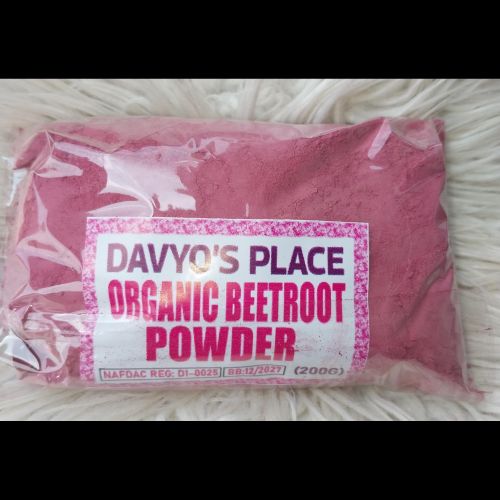 DAVYO'S PLACE
ORGANIC BEETROOT
POWDER
NAFDAC REG: D1-0025 BB:12/2027 (200G)